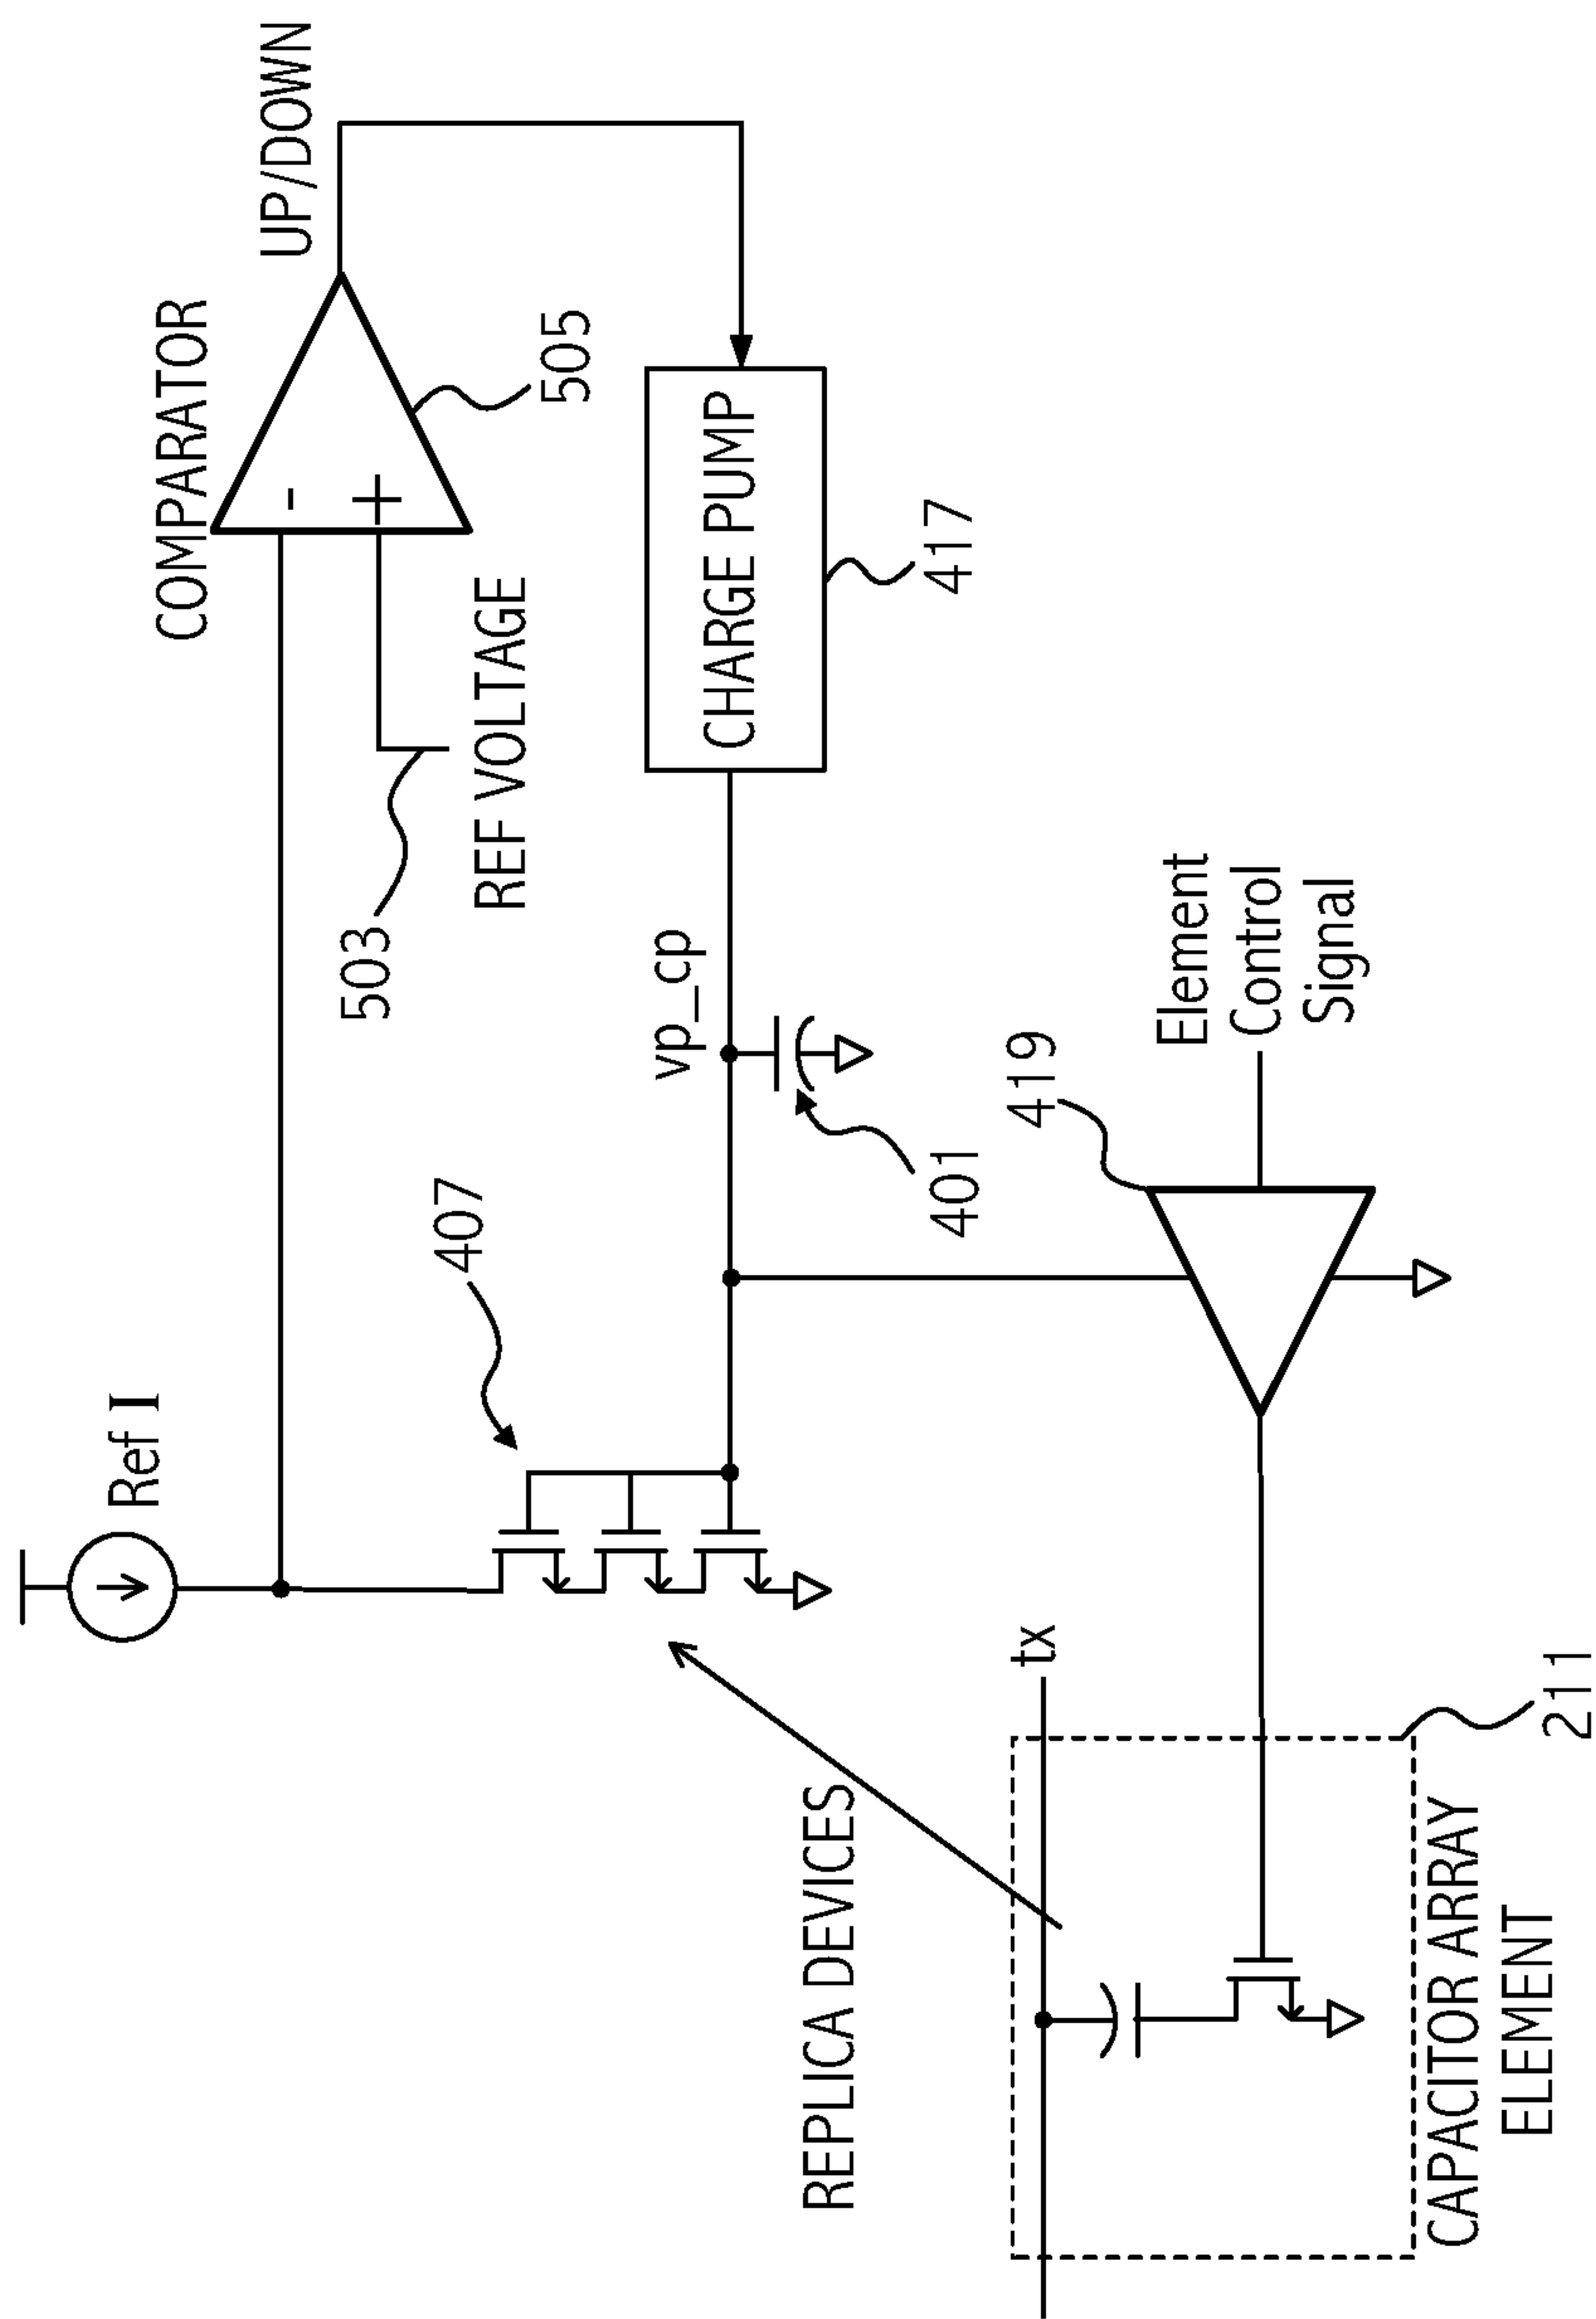 Ref I
COMPARATOR
UP/DOWN
-
+
505
503
REF VOLTAGE
407
vp_cp
CHARGE PUMP
417
401
REPLICA DEVICES
tx
419
Element
Control
Signal
211
CAPACITOR ARRAY
ELEMENT